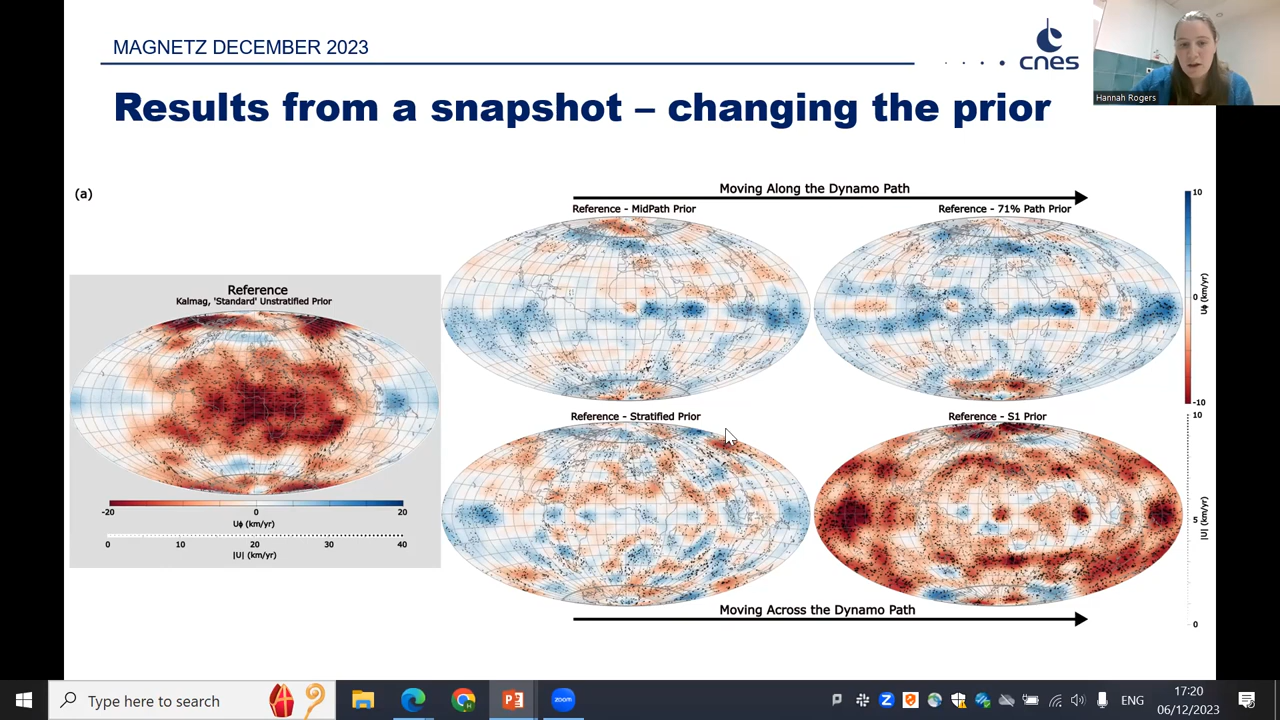 MAGNETZ DECEMBER 2023
cnes
Hannah Rogers
Results from a snapshot – changing the prior
(a)
Moving Along the Dynamo Path
Reference - MidPath Prior
Reference - 71% Path Prior
10
0
-10
Uϕ (km/yr)
Reference
Kalmag, 'Standard' Unstratified Prior
-20
0
20
Uϕ (km/yr)
0
10
20
30
40
|U| (km/yr)
Reference - Stratified Prior
Reference - S1 Prior
10
5
0
|U| (km/yr)
Moving Across the Dynamo Path
Type here to search
zoom
ENG
17:20
06/12/2023